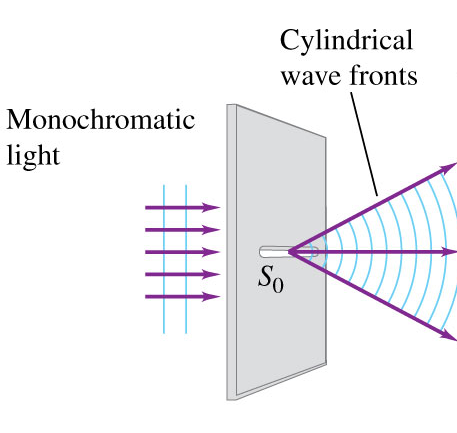 Cylindrical
wave fronts
Monochromatic
light
S₀